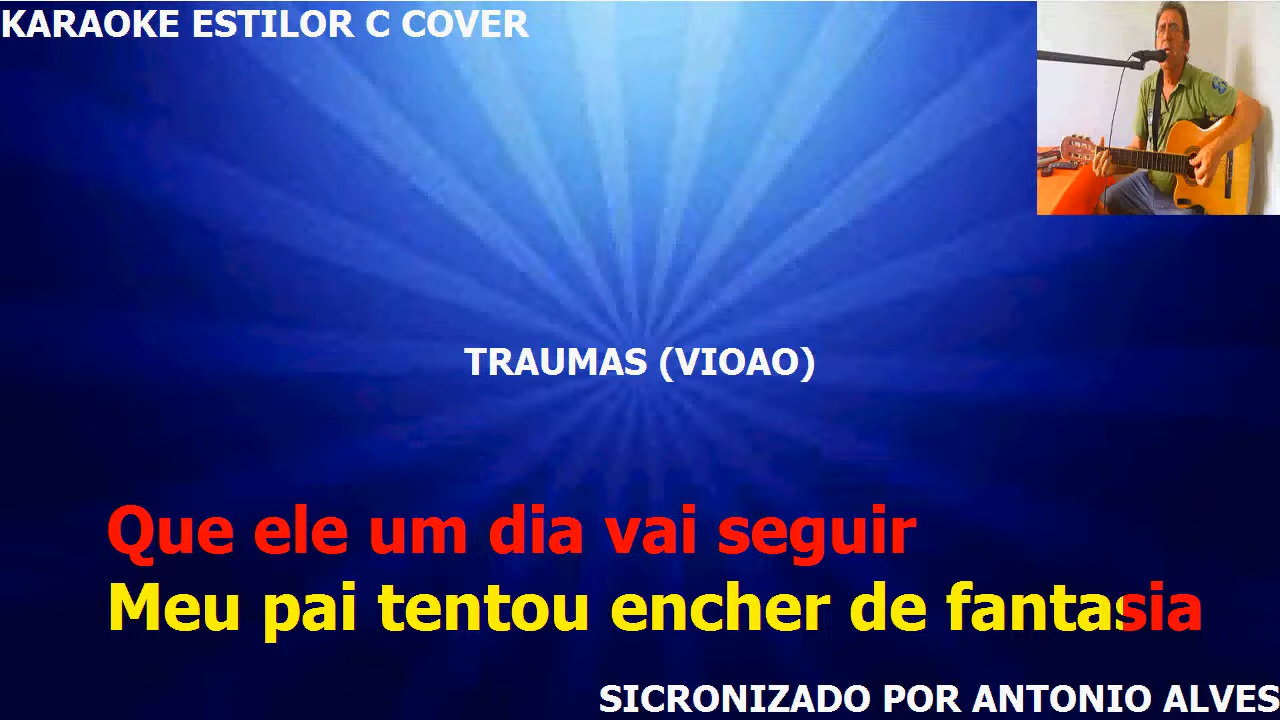 KARAOKE ESTILOR C COVER
TRAUMAS (VIOAO)
Que ele um dia vai seguir
Meu pai tentou encher de fantasia
SICRONIZADO POR ANTONIO ALVES